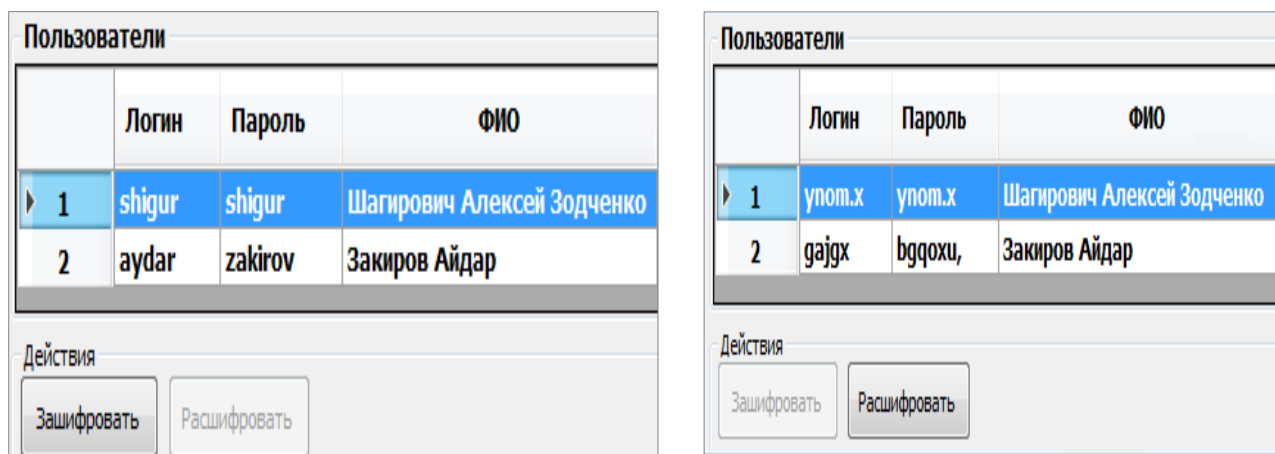 Пользователи
Логин Пароль ФИО
1 shigur shigur Шагирович Алексей Зодченко
2 aydar zakirov Закиров Айдар
Действия
Зашифровать Расшифровать
Пользователи
Логин Пароль ФИО
1 ynom.x ynom.x Шагирович Алексей Зодченко
2 gajgx bgqoxu, Закиров Айдар
Действия
Зашифровать Расшифровать